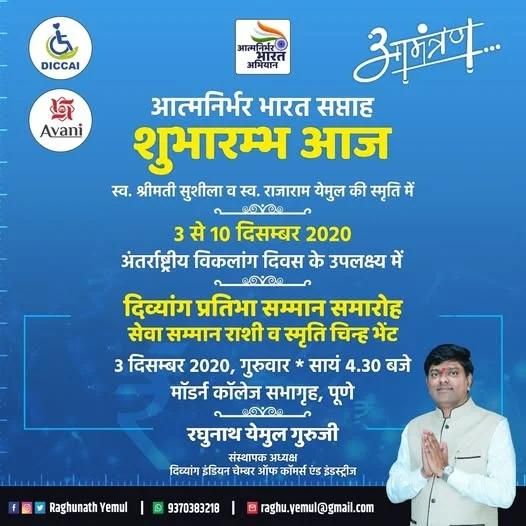 DICCAI
आत्मनिर्भर
भारत
अभियान
आमंत्रण...
Avani
आत्मनिर्भर भारत सप्ताह
शुभारम्भ आज
स्व. श्रीमती सुशीला व स्व. राजाराम येमुल की स्मृति में
3 से 10 दिसम्बर 2020
अंतर्राष्ट्रीय विकलांग दिवस के उपलक्ष्य में
दिव्यांग प्रतिभा सम्मान समारोह
सेवा सम्मान राशी व स्मृति चिन्ह भेंट
3 दिसम्बर 2020, गुरुवार * सायं 4.30 बजे
मॉडर्न कॉलेज सभागृह, पूणे
रघुनाथ येमुल गुरुजी
संस्थापक अध्यक्ष
दिव्यांग इंडियन चेम्बर ऑफ कॉमर्स एंड इंडस्ट्रीज
Raghunath Yemul | 9370383218 | raghu.yemul@gmail.com